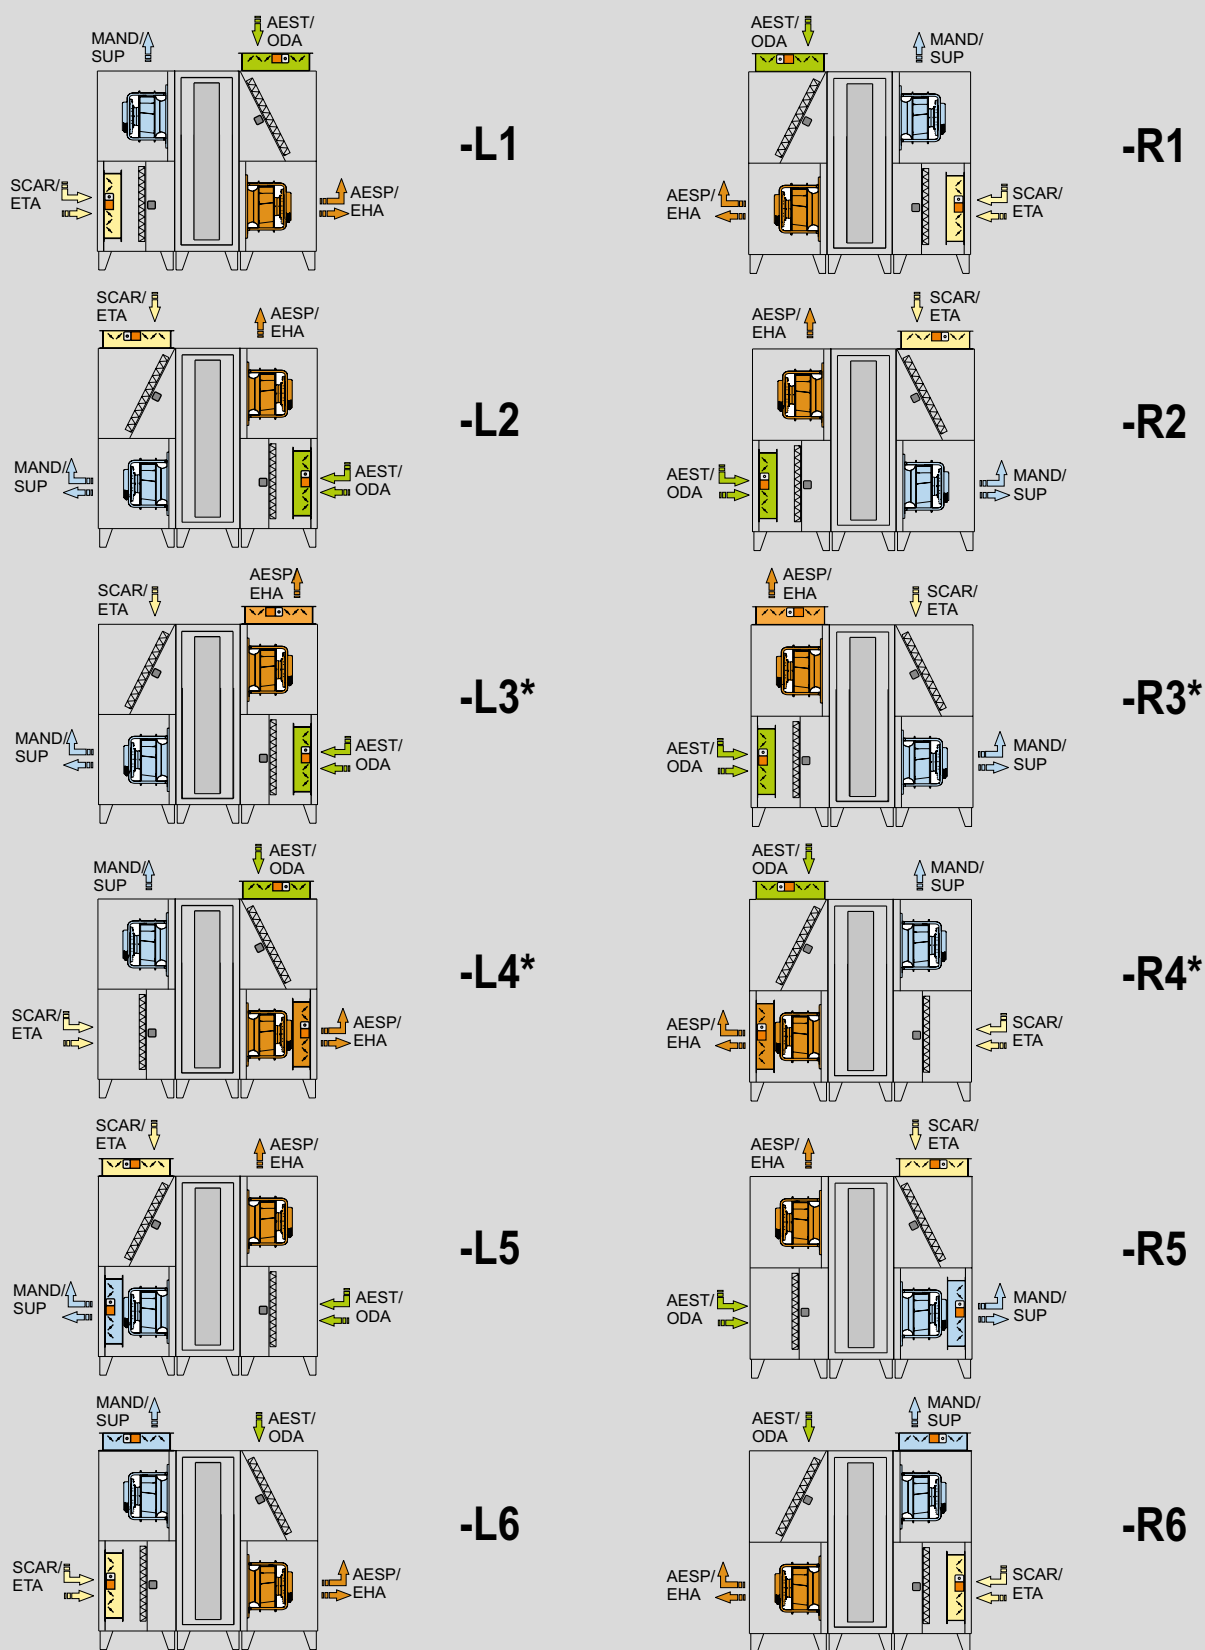 MAND/
SUP
AEST/
ODA
SCAR/
ETA
AESP/
EHA
-L1
AEST/
ODA
MAND/
SUP
AESP/
EHA
SCAR/
ETA
-R1
SCAR/
ETA
AESP/
EHA
MAND/
SUP
AEST/
ODA
-L2
AESP/
EHA
SCAR/
ETA
AEST/
ODA
MAND/
SUP
-R2
SCAR/
ETA
AESP/
EHA
MAND/
SUP
AEST/
ODA
-L3*
AESP/
EHA
SCAR/
ETA
AEST/
ODA
MAND/
SUP
-R3*
MAND/
SUP
AEST/
ODA
SCAR/
ETA
AESP/
EHA
-L4*
AEST/
ODA
MAND/
SUP
AESP/
EHA
SCAR/
ETA
-R4*
SCAR/
ETA
AESP/
EHA
MAND/
SUP
AEST/
ODA
-L5
AESP/
EHA
SCAR/
ETA
AEST/
ODA
MAND/
SUP
-R5
MAND/
SUP
AEST/
ODA
SCAR/
ETA
AESP/
EHA
-L6
AEST/
ODA
MAND/
SUP
AESP/
EHA
SCAR/
ETA
-R6